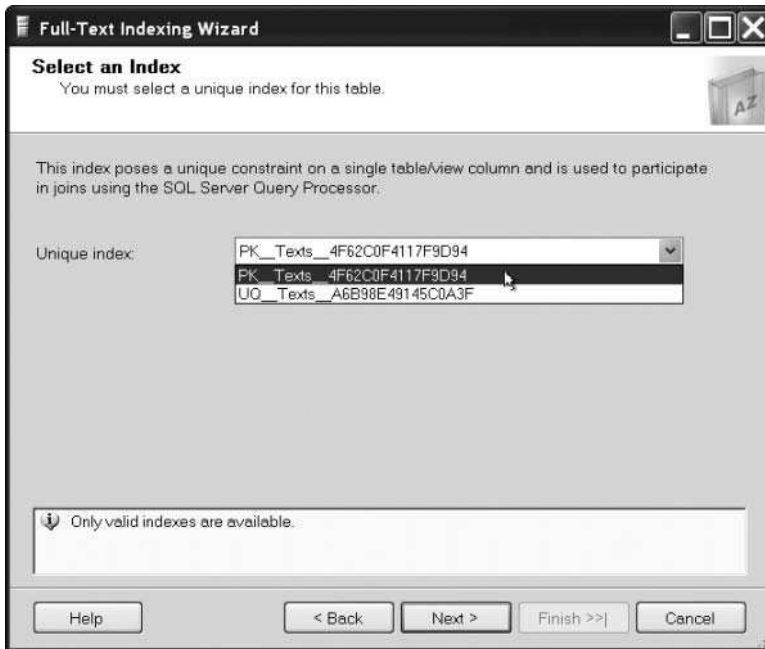 Full-Text Indexing Wizard
Select an Index
You must select a unique index for this table.
AZ
This index poses a unique constraint on a single table/view column and is used to participate
in joins using the SQL Server Query Processor.
Unique index: PK__Texts__4F62C0F4117F9D94
PK__Texts__4F62C0F4117F9D94
UQ__Texts__A6B98E49145C0A3F
Only valid indexes are available.
Help < Back Next > Finish >>| Cancel